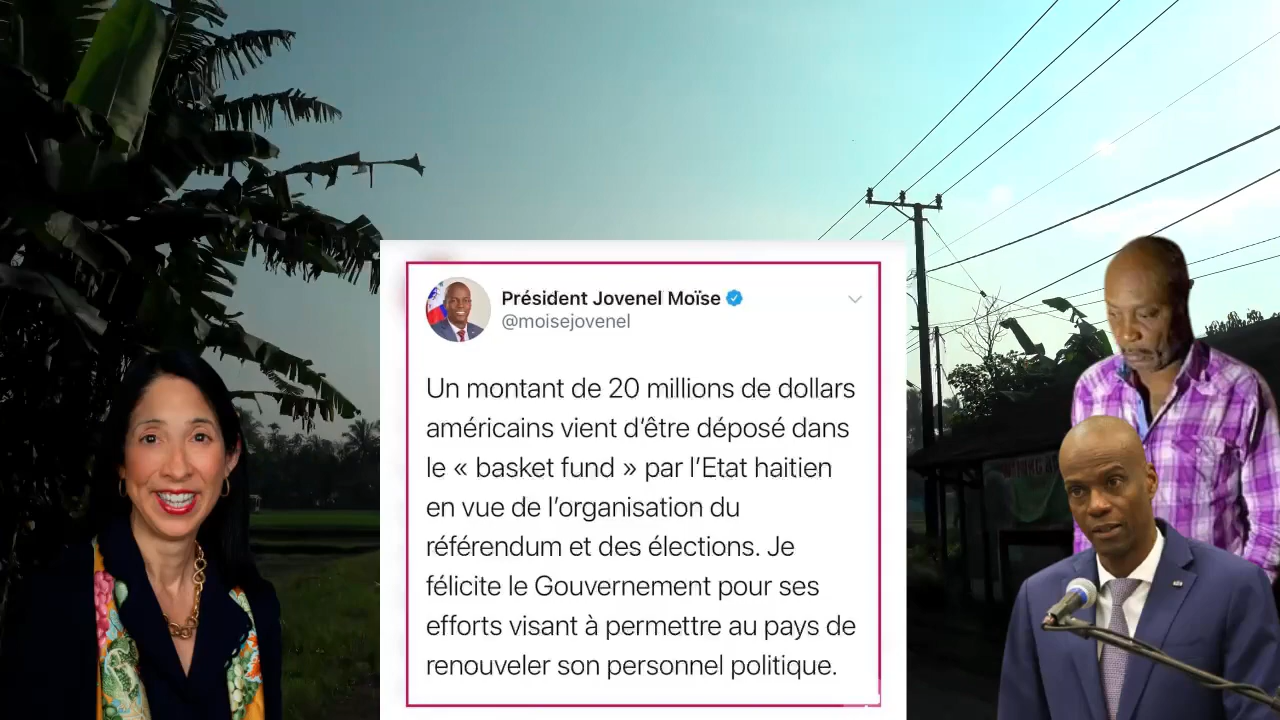 Président Jovenel Moïse
@moisejovenel
Un montant de 20 millions de dollars
américains vient d’être déposé dans
le « basket fund » par l’Etat haitien
en vue de l’organisation du
référendum et des élections. Je
félicite le Gouvernement pour ses
efforts visant à permettre au pays de
renouveler son personnel politique.